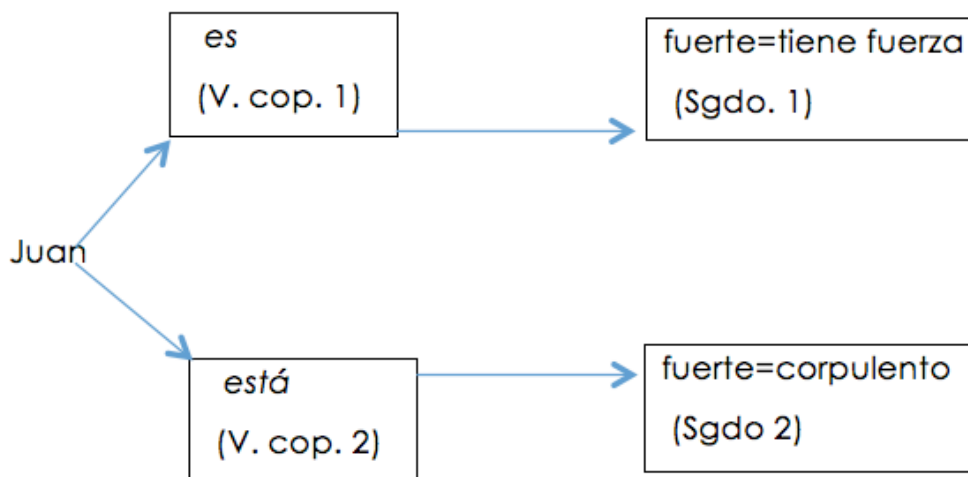 es
(V. cop. 1)
fuerte=tiene fuerza
(Sgdo. 1)
Juan
está
(V. cop. 2)
fuerte=corpulento
(Sgdo 2)